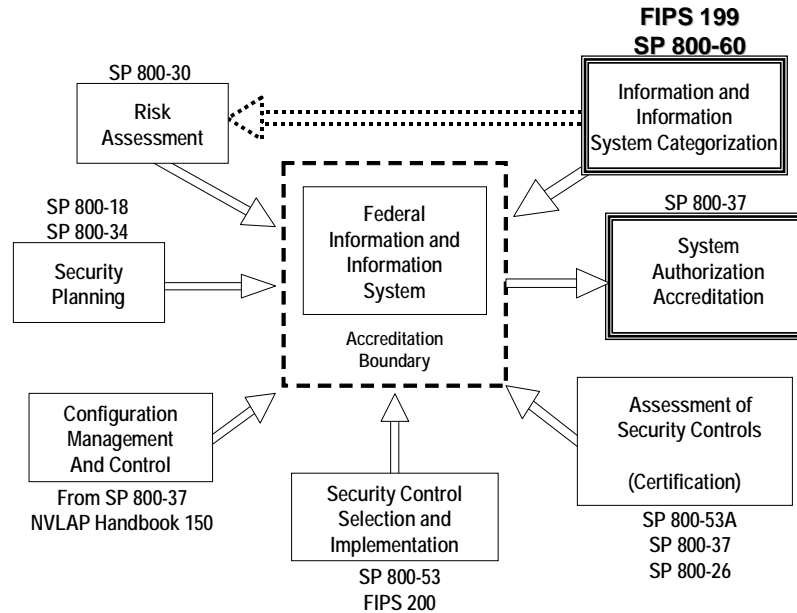 FIPS 199
SP 800-60
SP 800-30
Risk
Assessment
Information and
Information
System Categorization
SP 800-18
SP 800-34
Security
Planning
Federal
Information and
Information
System
Accreditation
Boundary
SP 800-37
System
Authorization
Accreditation
Configuration
Management
And Control
From SP 800-37
NVLAP Handbook 150
Security Control
Selection and
Implementation
SP 800-53
FIPS 200
Assessment of
Security Controls
(Certification)
SP 800-53A
SP 800-37
SP 800-26